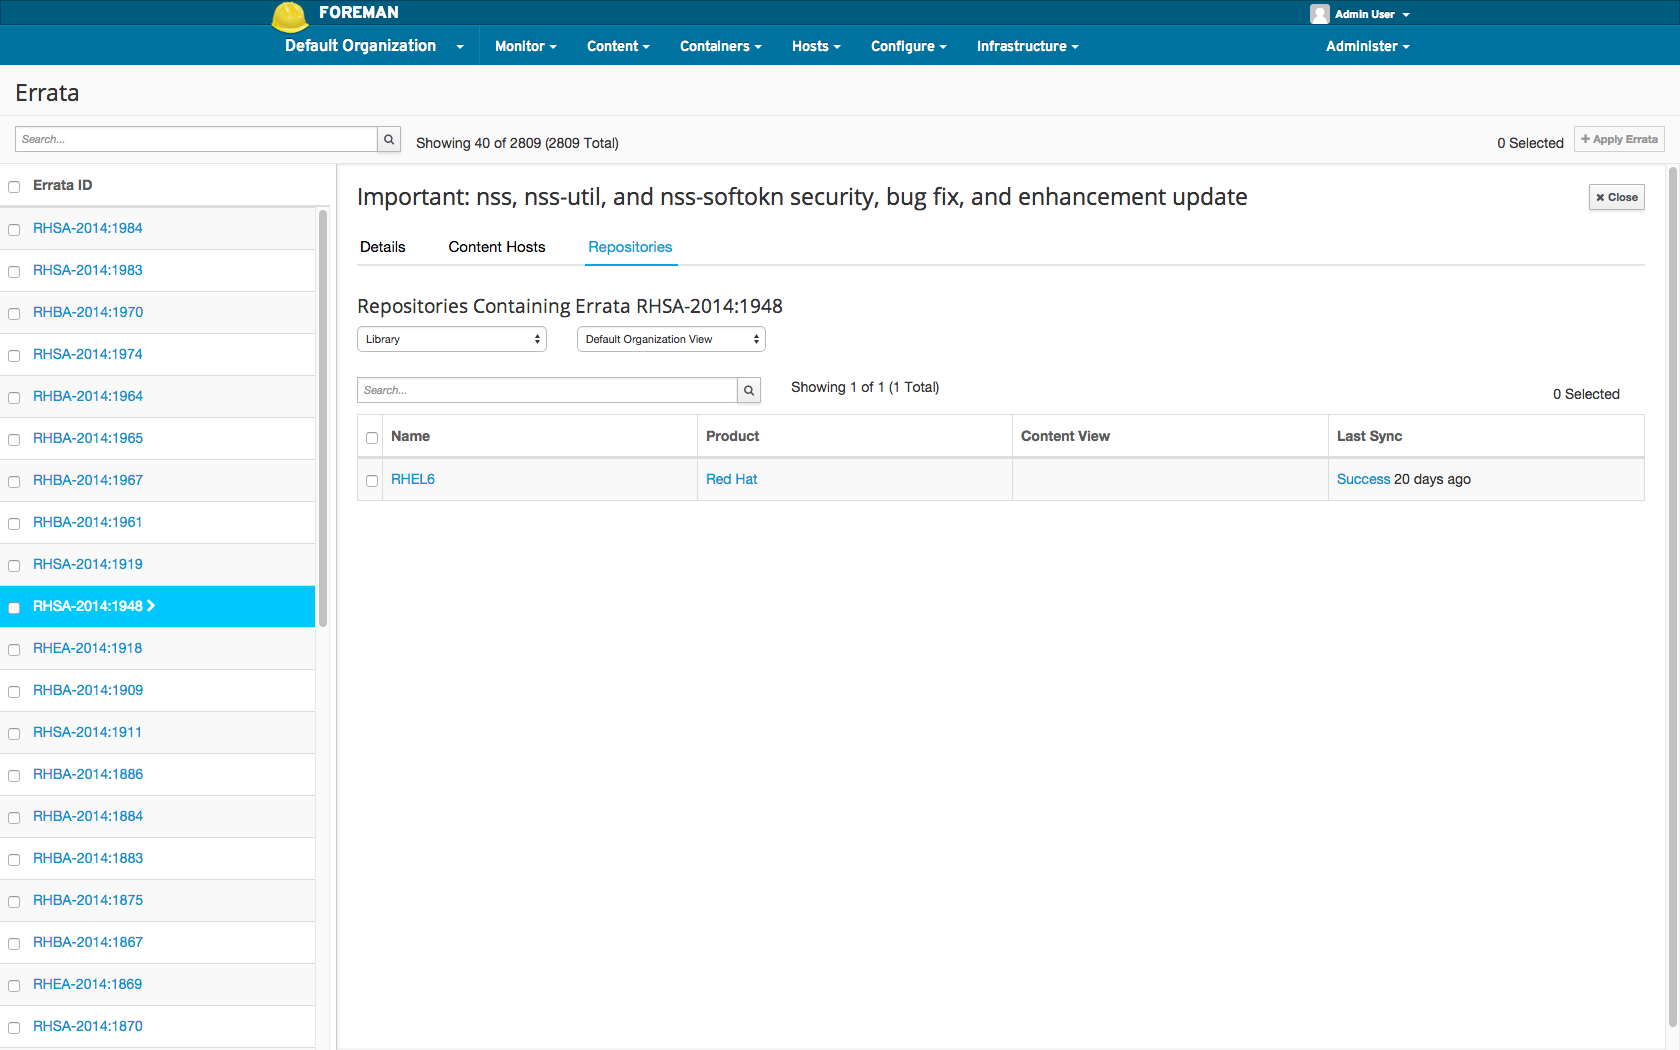 FOREMAN
Admin User
Default Organization
Monitor
Content
Containers
Hosts
Configure
Infrastructure
Administer
Errata
Search...
Showing 40 of 2809 (2809 Total)
0 Selected
+ Apply Errata
Errata ID
RHSA-2014:1984
RHSA-2014:1983
RHBA-2014:1970
RHSA-2014:1974
RHBA-2014:1964
RHBA-2014:1965
RHBA-2014:1967
RHBA-2014:1961
RHSA-2014:1919
RHSA-2014:1948
RHEA-2014:1918
RHBA-2014:1909
RHSA-2014:1911
RHBA-2014:1886
RHBA-2014:1884
RHBA-2014:1883
RHBA-2014:1875
RHBA-2014:1867
RHEA-2014:1869
RHSA-2014:1870
Important: nss, nss-util, and nss-softokn security, bug fix, and enhancement update
× Close
Details
Content Hosts
Repositories
Repositories Containing Errata RHSA-2014:1948
Library
Default Organization View
Search...
Showing 1 of 1 (1 Total)
0 Selected
Name
Product
Content View
Last Sync
RHEL6
Red Hat
Success 20 days ago